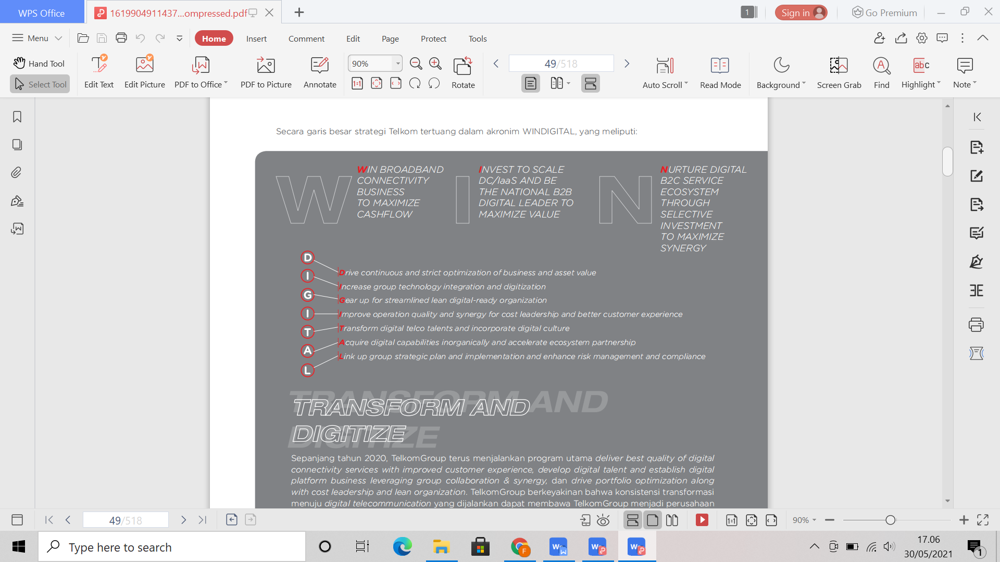 WPS Office
1619904911437...ompressed.pdf
1
Sign in
Go Premium
Menu
Home
Insert
Comment
Edit
Page
Protect
Tools
Hand Tool
Select Tool
Edit Text
Edit Picture
PDF to Office
PDF to Picture
Annotate
90%
Rotate
49/518
Auto Scroll
Read Mode
Background
Screen Grab
Find
Highlight
Note
Secara garis besar strategi Telkom tertuang dalam akronim WINDIGITAL, yang meliputi:
W
WIN BROADBAND
CONNECTIVITY
BUSINESS
TO MAXIMIZE
CASHFLOW
I
INVEST TO SCALE
DC/IaaS AND BE
THE NATIONAL B2B
DIGITAL LEADER TO
MAXIMIZE VALUE
N
NURTURE DIGITAL
B2C SERVICE
ECOSYSTEM
THROUGH
SELECTIVE
INVESTMENT
TO MAXIMIZE
SYNERGY
D
Drive continuous and strict optimization of business and asset value
I
Increase group technology integration and digitization
G
Gear up for streamlined lean digital-ready organization
I
Improve operation quality and synergy for cost leadership and better customer experience
T
Transform digital telco talents and incorporate digital culture
A
Acquire digital capabilities inorganically and accelerate ecosystem partnership
L
Link up group strategic plan and implementation and enhance risk management and compliance
TRANSFORM AND
DIGITIZE
TRANSFORM AND
DIGITIZE
Sepanjang tahun 2020, TelkomGroup terus menjalankan program utama deliver best quality of digital
connectivity services with improved customer experience, develop digital talent and establish digital
platform business leveraging group collaboration & synergy, dan drive portfolio optimization along
with cost leadership and lean organization. TelkomGroup berkeyakinan bahwa konsistensi transformasi
menuju digital telecommunication yang dijalankan dapat membawa TelkomGroup menjadi perusahaan
49/518
90%
Type here to search
17.06
30/05/2021
1